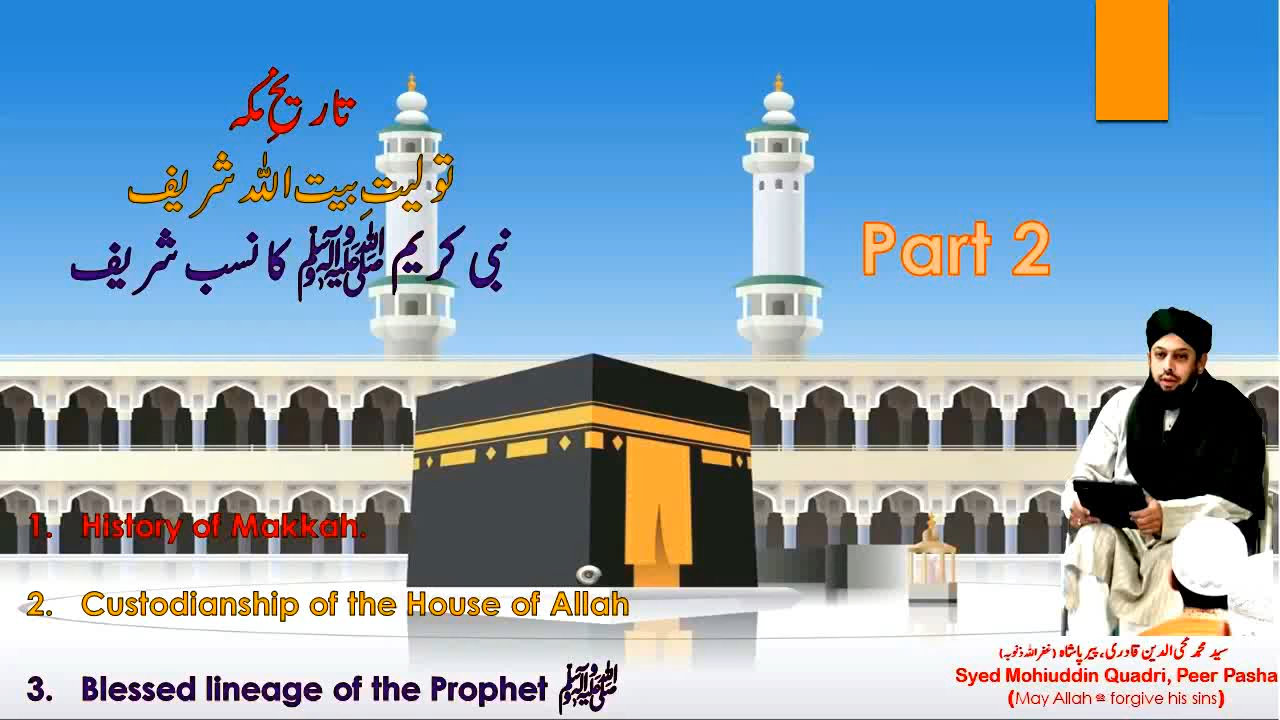 تاریخِ مکہ
تولیتِ بیت اللہ شریف
نبی کریم ﷺ کا نسب شریف
Part 2
1. History of Makkah.
2. Custodianship of the House of Allah
3. Blessed lineage of the Prophet ﷺ
سید محمد محی الدین قادری، پیر پاشاہ (غفر اللہ ذنوبہ)
Syed Mohiuddin Quadri, Peer Pasha
(May Allah forgive his sins)